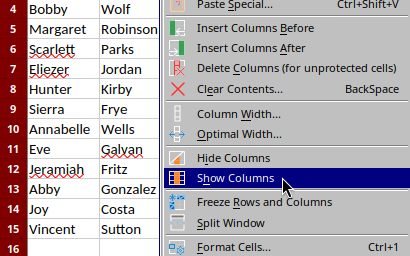 4 Bobby Wolf
5 Margaret Robinson
6 Scarlett Parks
7 Eliezer Jordan
8 Hunter Kirby
9 Sierra Frye
10 Annabelle Wells
11 Eve Galvan
12 Jeramiah Fritz
13 Abby Gonzalez
14 Joy Costa
15 Vincent Sutton
16
Paste Special... Ctrl+Shift+V
Insert Columns Before
Insert Columns After
Delete Columns (for unprotected cells)
Clear Contents... BackSpace
Column Width...
Optimal Width...
Hide Columns
Show Columns
Freeze Rows and Columns
Split Window
Format Cells... Ctrl+1